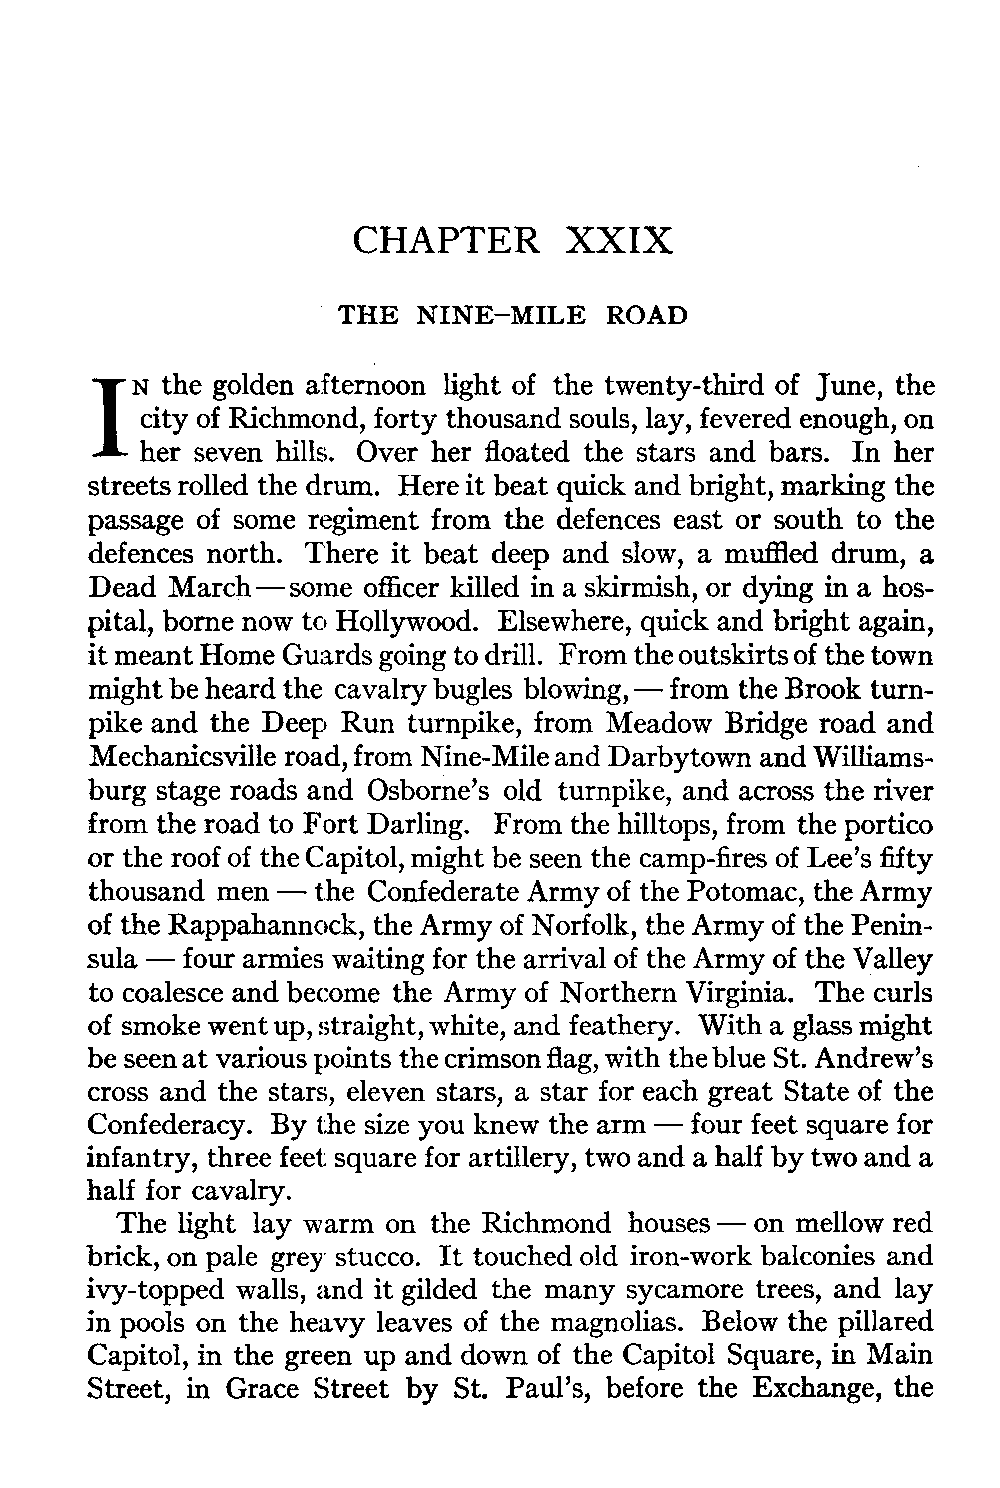 CHAPTER XXIX
THE NINE-MILE ROAD
IN the golden afternoon light of the twenty-third of June, the
city of Richmond, forty thousand souls, lay, fevered enough, on
her seven hills. Over her floated the stars and bars. In her
streets rolled the drum. Here it beat quick and bright, marking the
passage of some regiment from the defences east or south to the
defences north. There it beat deep and slow, a muffled drum, a
Dead March — some officer killed in a skirmish, or dying in a hos-
pital, borne now to Hollywood. Elsewhere, quick and bright again,
it meant Home Guards going to drill. From the outskirts of the town
might be heard the cavalry bugles blowing, — from the Brook turn-
pike and the Deep Run turnpike, from Meadow Bridge road and
Mechanicsville road, from Nine-Mile and Darbytown and Williams-
burg stage roads and Osborne's old turnpike, and across the river
from the road to Fort Darling. From the hilltops, from the portico
or the roof of the Capitol, might be seen the camp-fires of Lee's fifty
thousand men — the Confederate Army of the Potomac, the Army
of the Rappahannock, the Army of Norfolk, the Army of the Penin-
sula — four armies waiting for the arrival of the Army of the Valley
to coalesce and become the Army of Northern Virginia. The curls
of smoke went up, straight, white, and feathery. With a glass might
be seen at various points the crimson flag, with the blue St. Andrew's
cross and the stars, eleven stars, a star for each great State of the
Confederacy. By the size you knew the arm — four feet square for
infantry, three feet square for artillery, two and a half by two and a
half for cavalry.
The light lay warm on the Richmond houses — on mellow red
brick, on pale grey stucco. It touched old iron-work balconies and
ivy-topped walls, and it gilded the many sycamore trees, and lay
in pools on the heavy leaves of the magnolias. Below the pillared
Capitol, in the green up and down of the Capitol Square, in Main
Street, in Grace Street by St. Paul's, before the Exchange, the